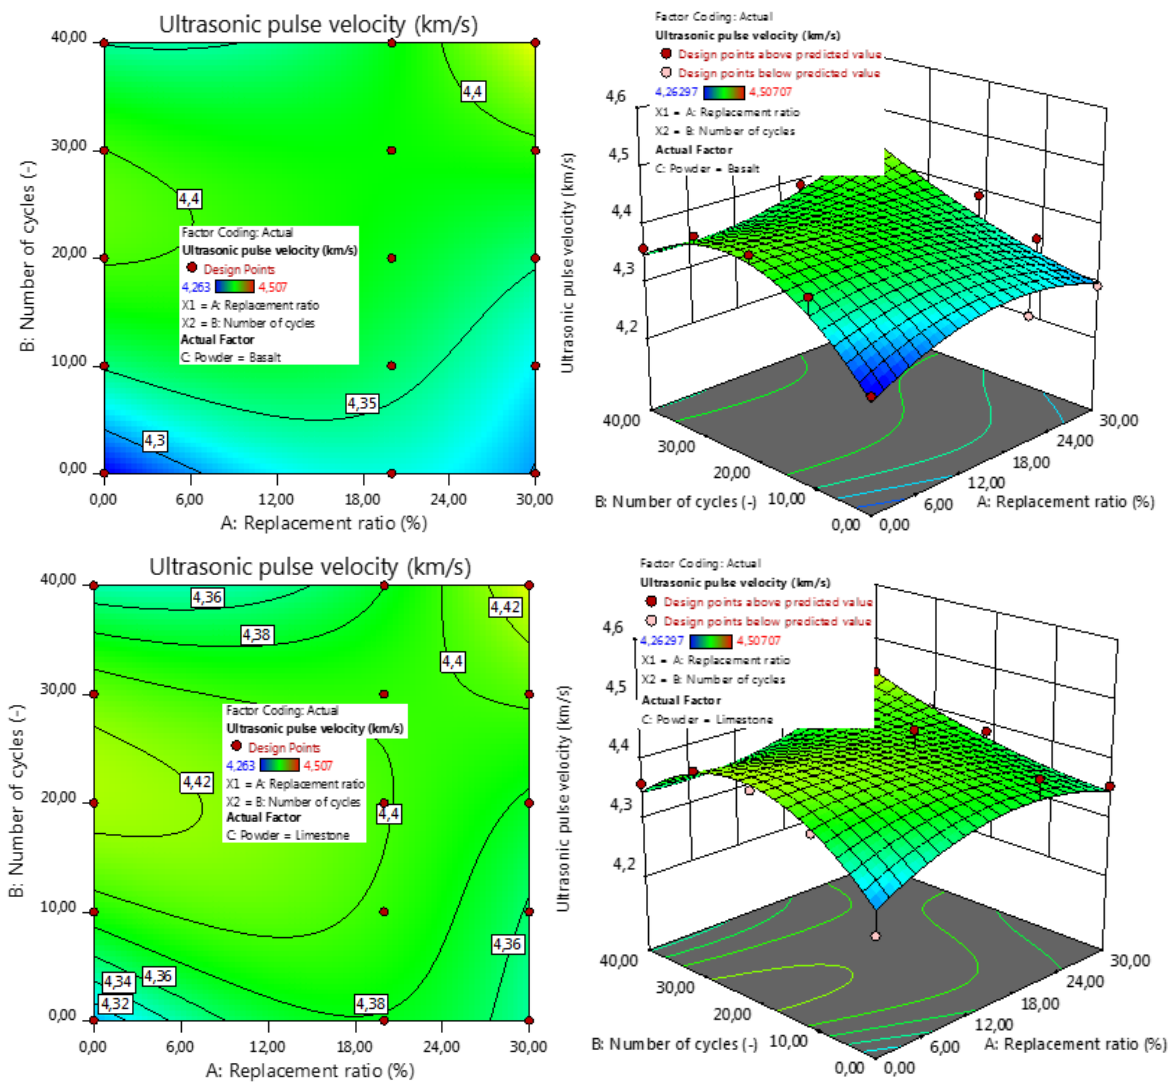 Ultrasonic pulse velocity (km/s)
40,00
4,4
30,00
4,4
20,00
10,00
4,35
4,3
0,00
B: Number of cycles (-)
Factor Coding: Actual
Ultrasonic pulse velocity (km/s)
Design Points
4,263 4,507
X1 = A: Replacement ratio
X2 = B: Number of cycles
Actual Factor
C: Powder = Basalt
0,00 6,00 12,00 18,00 24,00 30,00
A: Replacement ratio (%)
Factor Coding: Actual
Ultrasonic pulse velocity (km/s)
Design points above predicted value
Design points below predicted value
4,26297 4,50707
X1 = A: Replacement ratio
X2 = B: Number of cycles
Actual Factor
C: Powder = Basalt
4,6
4,5
4,4
4,3
4,2
Ultrasonic pulse velocity (km/s)
40,00
30,00
20,00
10,00
0,00
B: Number of cycles (-)
0,00
6,00
12,00
18,00
24,00
30,00
A: Replacement ratio (%)
Ultrasonic pulse velocity (km/s)
40,00
4,36
4,42
4,38
4,4
30,00
4,42
20,00
4,4
10,00
4,36
4,34
4,36
4,32
4,38
0,00
B: Number of cycles (-)
Factor Coding: Actual
Ultrasonic pulse velocity (km/s)
Design Points
4,263 4,507
X1 = A: Replacement ratio
X2 = B: Number of cycles
Actual Factor
C: Powder = Limestone
0,00 6,00 12,00 18,00 24,00 30,00
A: Replacement ratio (%)
Factor Coding: Actual
Ultrasonic pulse velocity (km/s)
Design points above predicted value
Design points below predicted value
4,26297 4,50707
X1 = A: Replacement ratio
X2 = B: Number of cycles
Actual Factor
C: Powder = Limestone
4,6
4,5
4,4
4,3
4,2
Ultrasonic pulse velocity (km/s)
40,00
30,00
20,00
10,00
0,00
B: Number of cycles (-)
0,00
6,00
12,00
18,00
24,00
30,00
A: Replacement ratio (%)